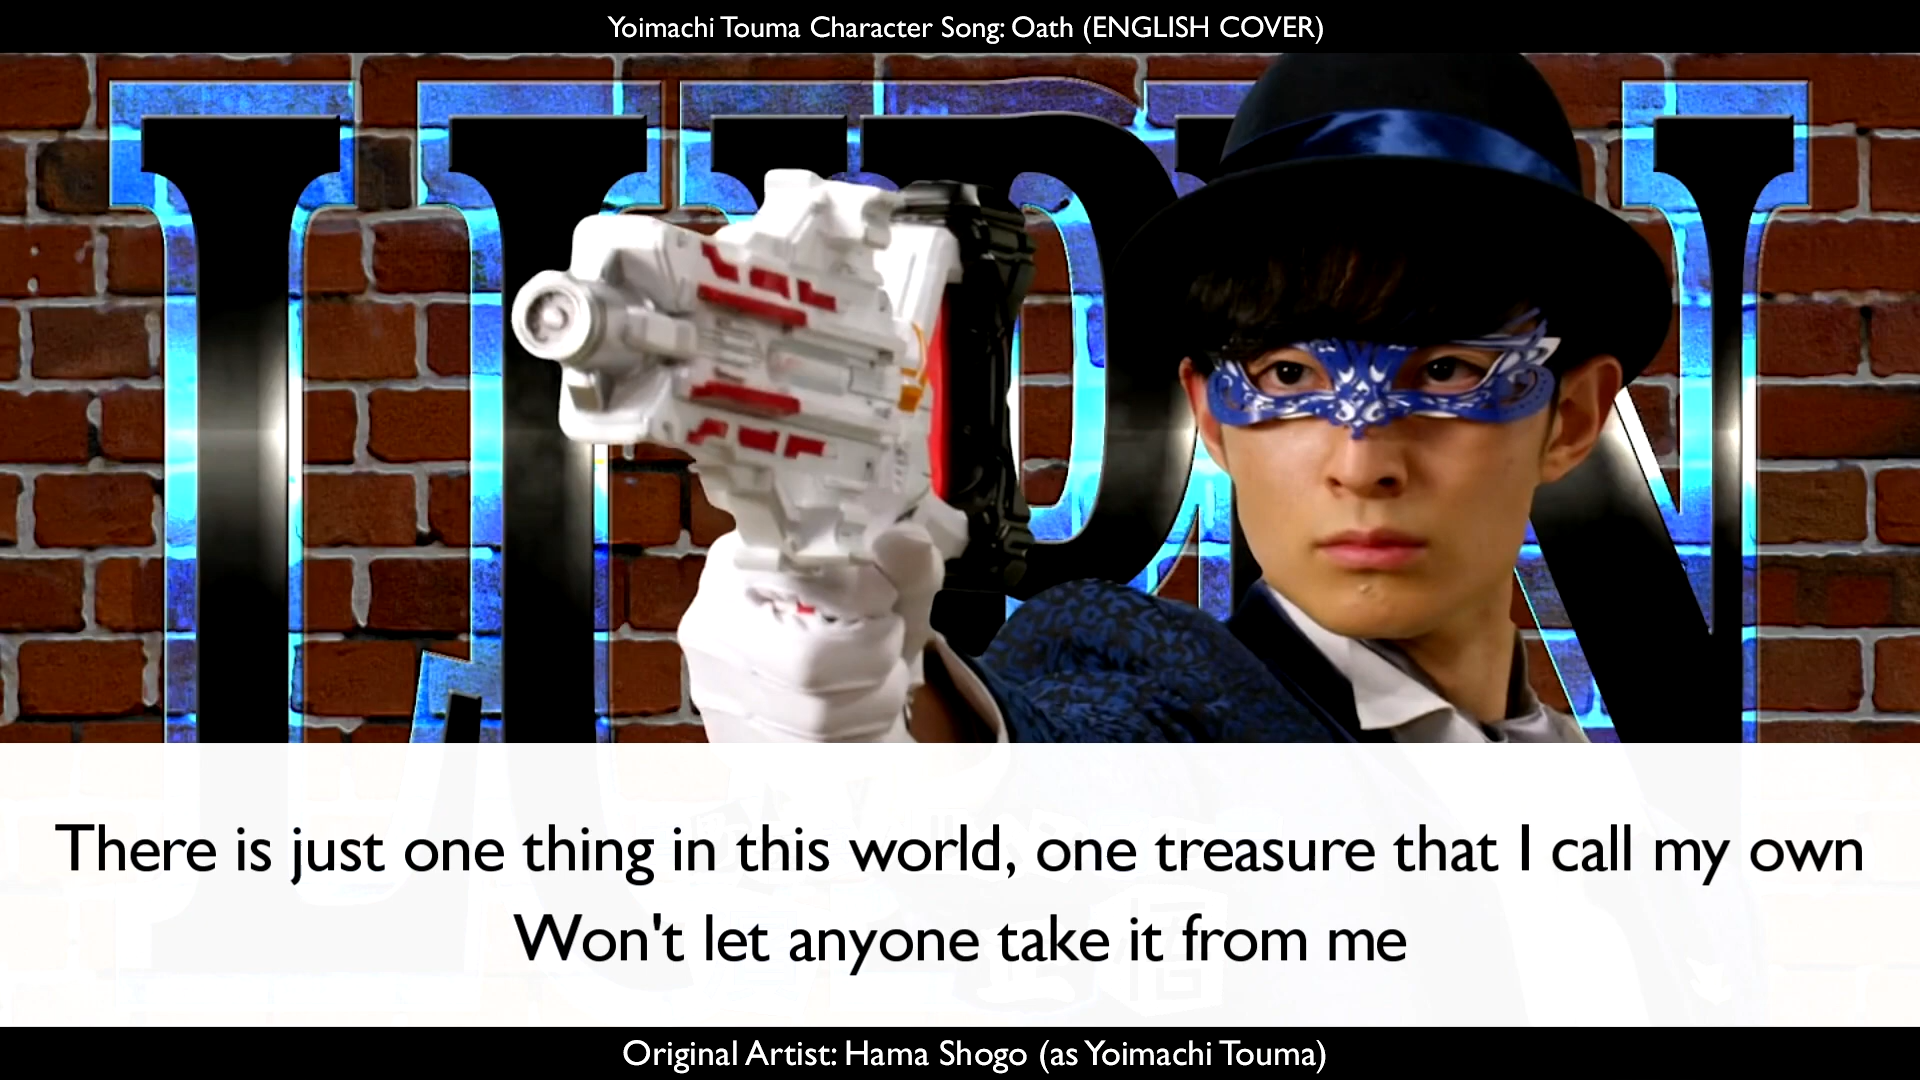 Yoimachi Touma Character Song: Oath (ENGLISH COVER)
LUPIN
There is just one thing in this world, one treasure that I call my own
Won't let anyone take it from me
Original Artist: Hama Shogo (as Yoimachi Touma)